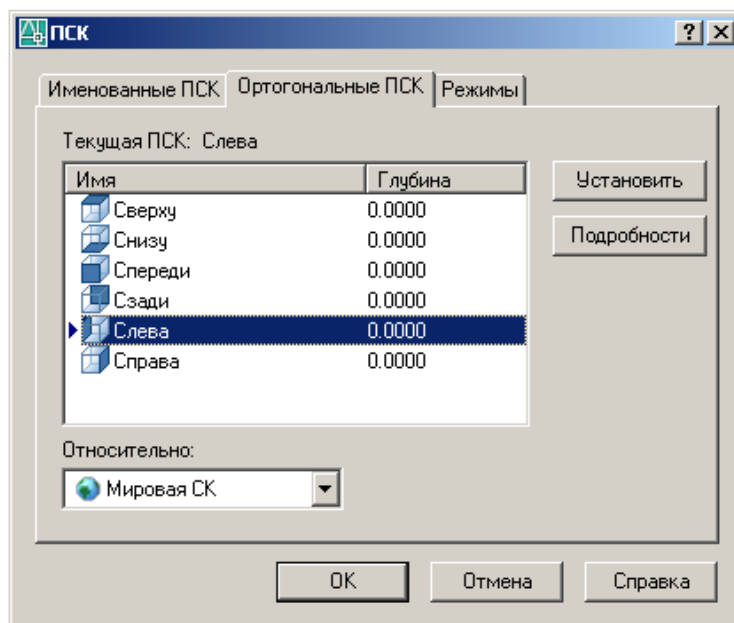 ПСК
Именованные ПСК Ортогональные ПСК Режимы
Текущая ПСК: Слева
Имя Глубина
Сверху 0.0000
Снизу 0.0000
Спереди 0.0000
Сзади 0.0000
Слева 0.0000
Справа 0.0000
Установить
Подробности
Относительно:
Мировая СК
OK Отмена Справка